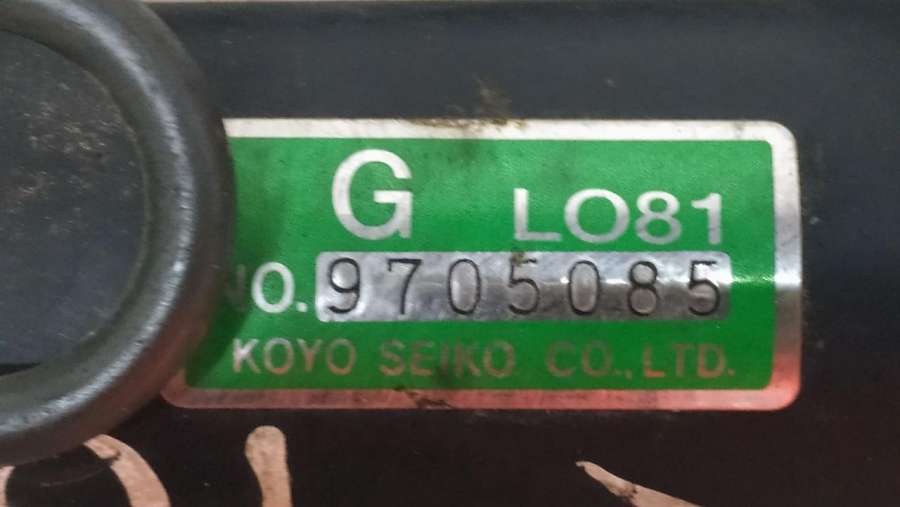 G LO81
NO. 9705085
KOYO SEIKO CO., LTD.